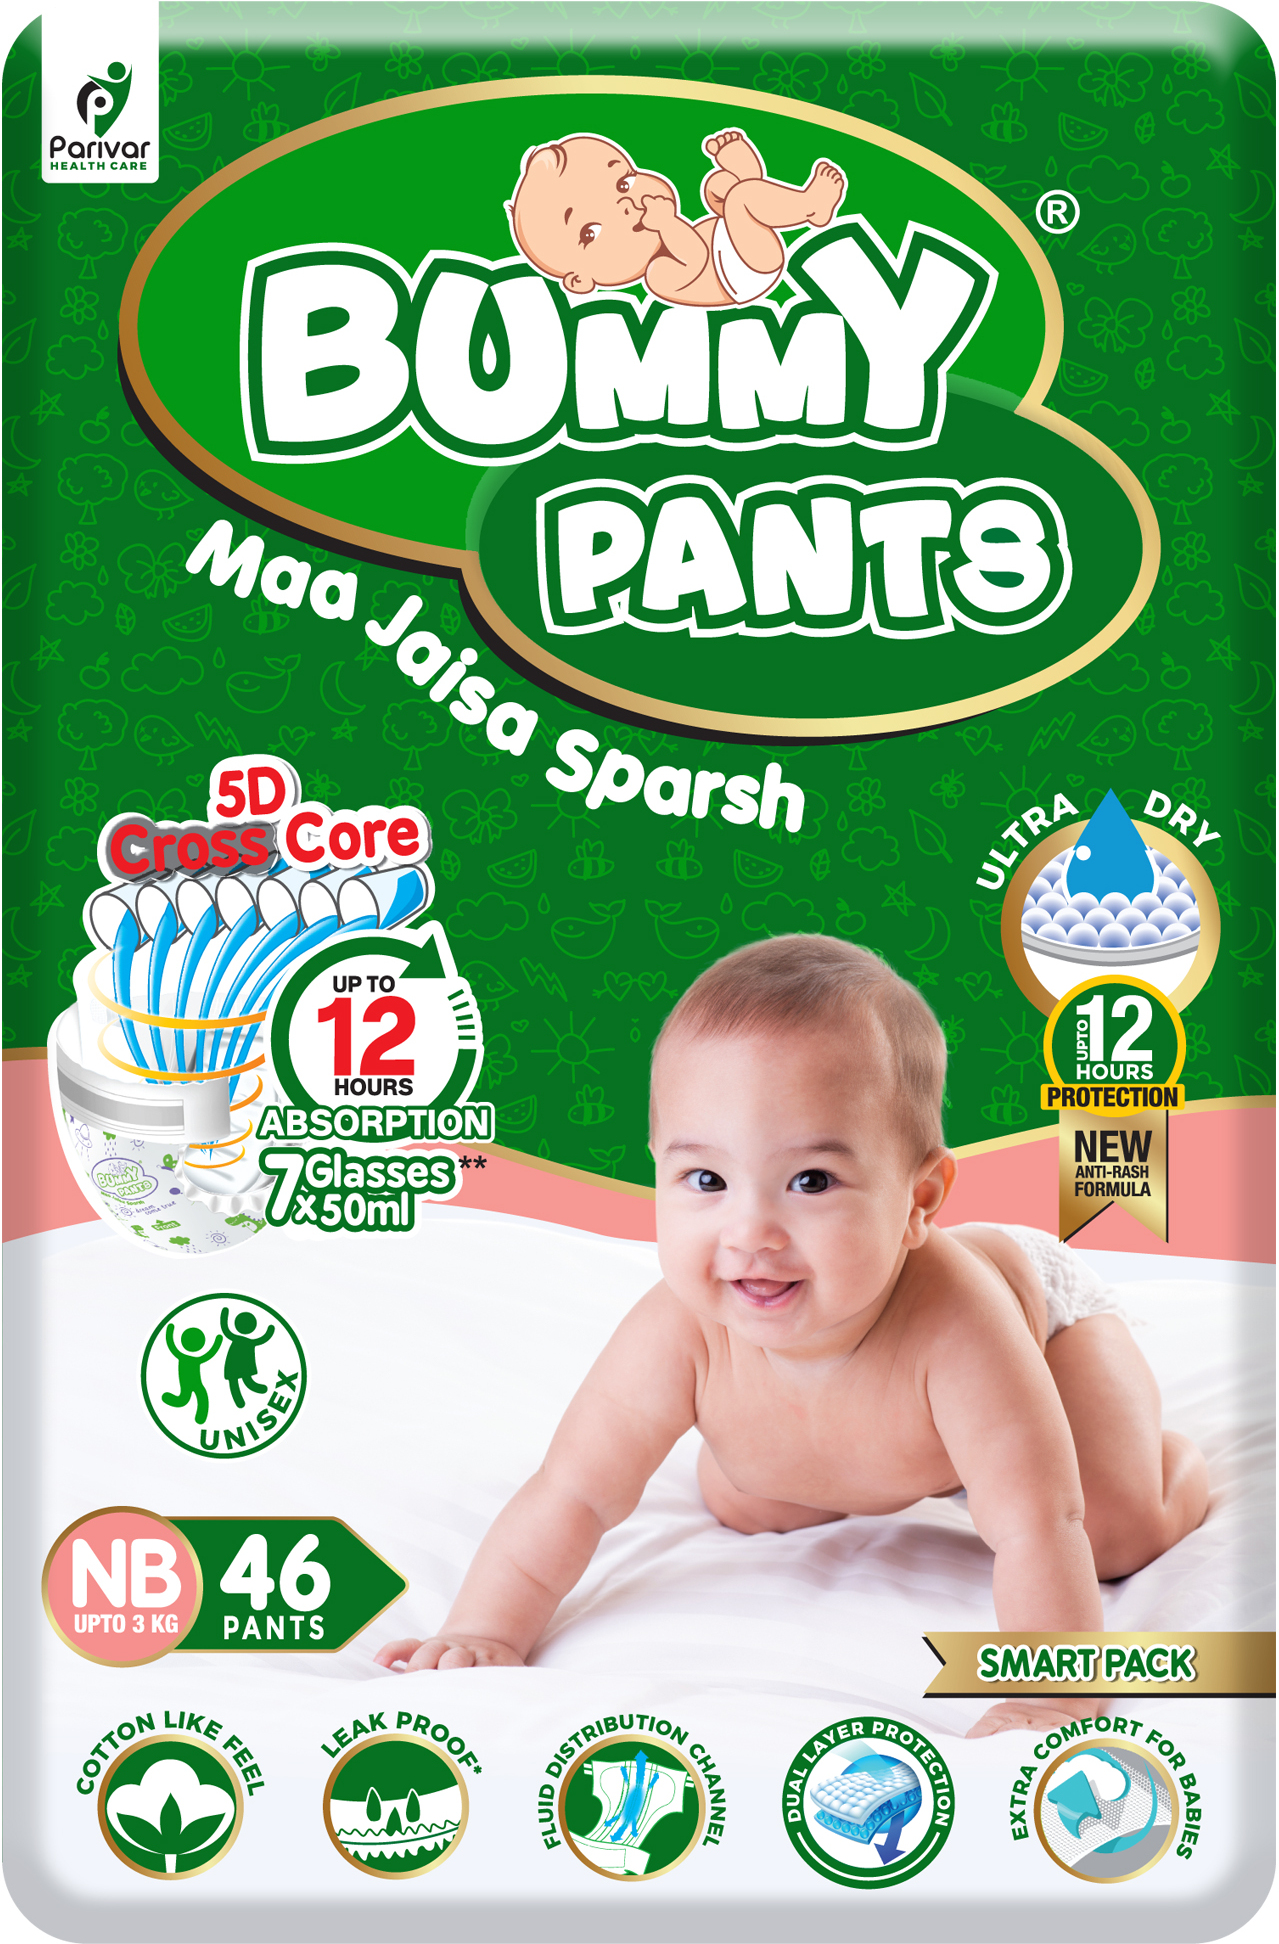 Parivar
HEALTH CARE
BUMMY
®
PANTS
Maa Jaisa Sparsh
5D
Cross Core
UP TO
12
HOURS
ABSORPTION
7 Glasses**
x50ml
BUMMY
PANTS
ULTRA DRY
UPTO
12
HOURS
PROTECTION
NEW
ANTI-RASH
FORMULA
UNISEX
NB
UPTO 3 KG
46
PANTS
SMART PACK
COTTON LIKE FEEL
LEAK PROOF*
FLUID DISTRIBUTION CHANNEL
DUAL LAYER PROTECTION
EXTRA COMFORT FOR BABIES